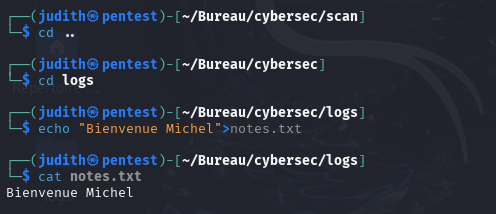 ┌──(judith㉿pentest)-[~/Bureau/cybersec/scan]
└─$ cd ..
┌──(judith㉿pentest)-[~/Bureau/cybersec]
└─$ cd logs
┌──(judith㉿pentest)-[~/Bureau/cybersec/logs]
└─$ echo "Bienvenue Michel">notes.txt
┌──(judith㉿pentest)-[~/Bureau/cybersec/logs]
└─$ cat notes.txt
Bienvenue Michel